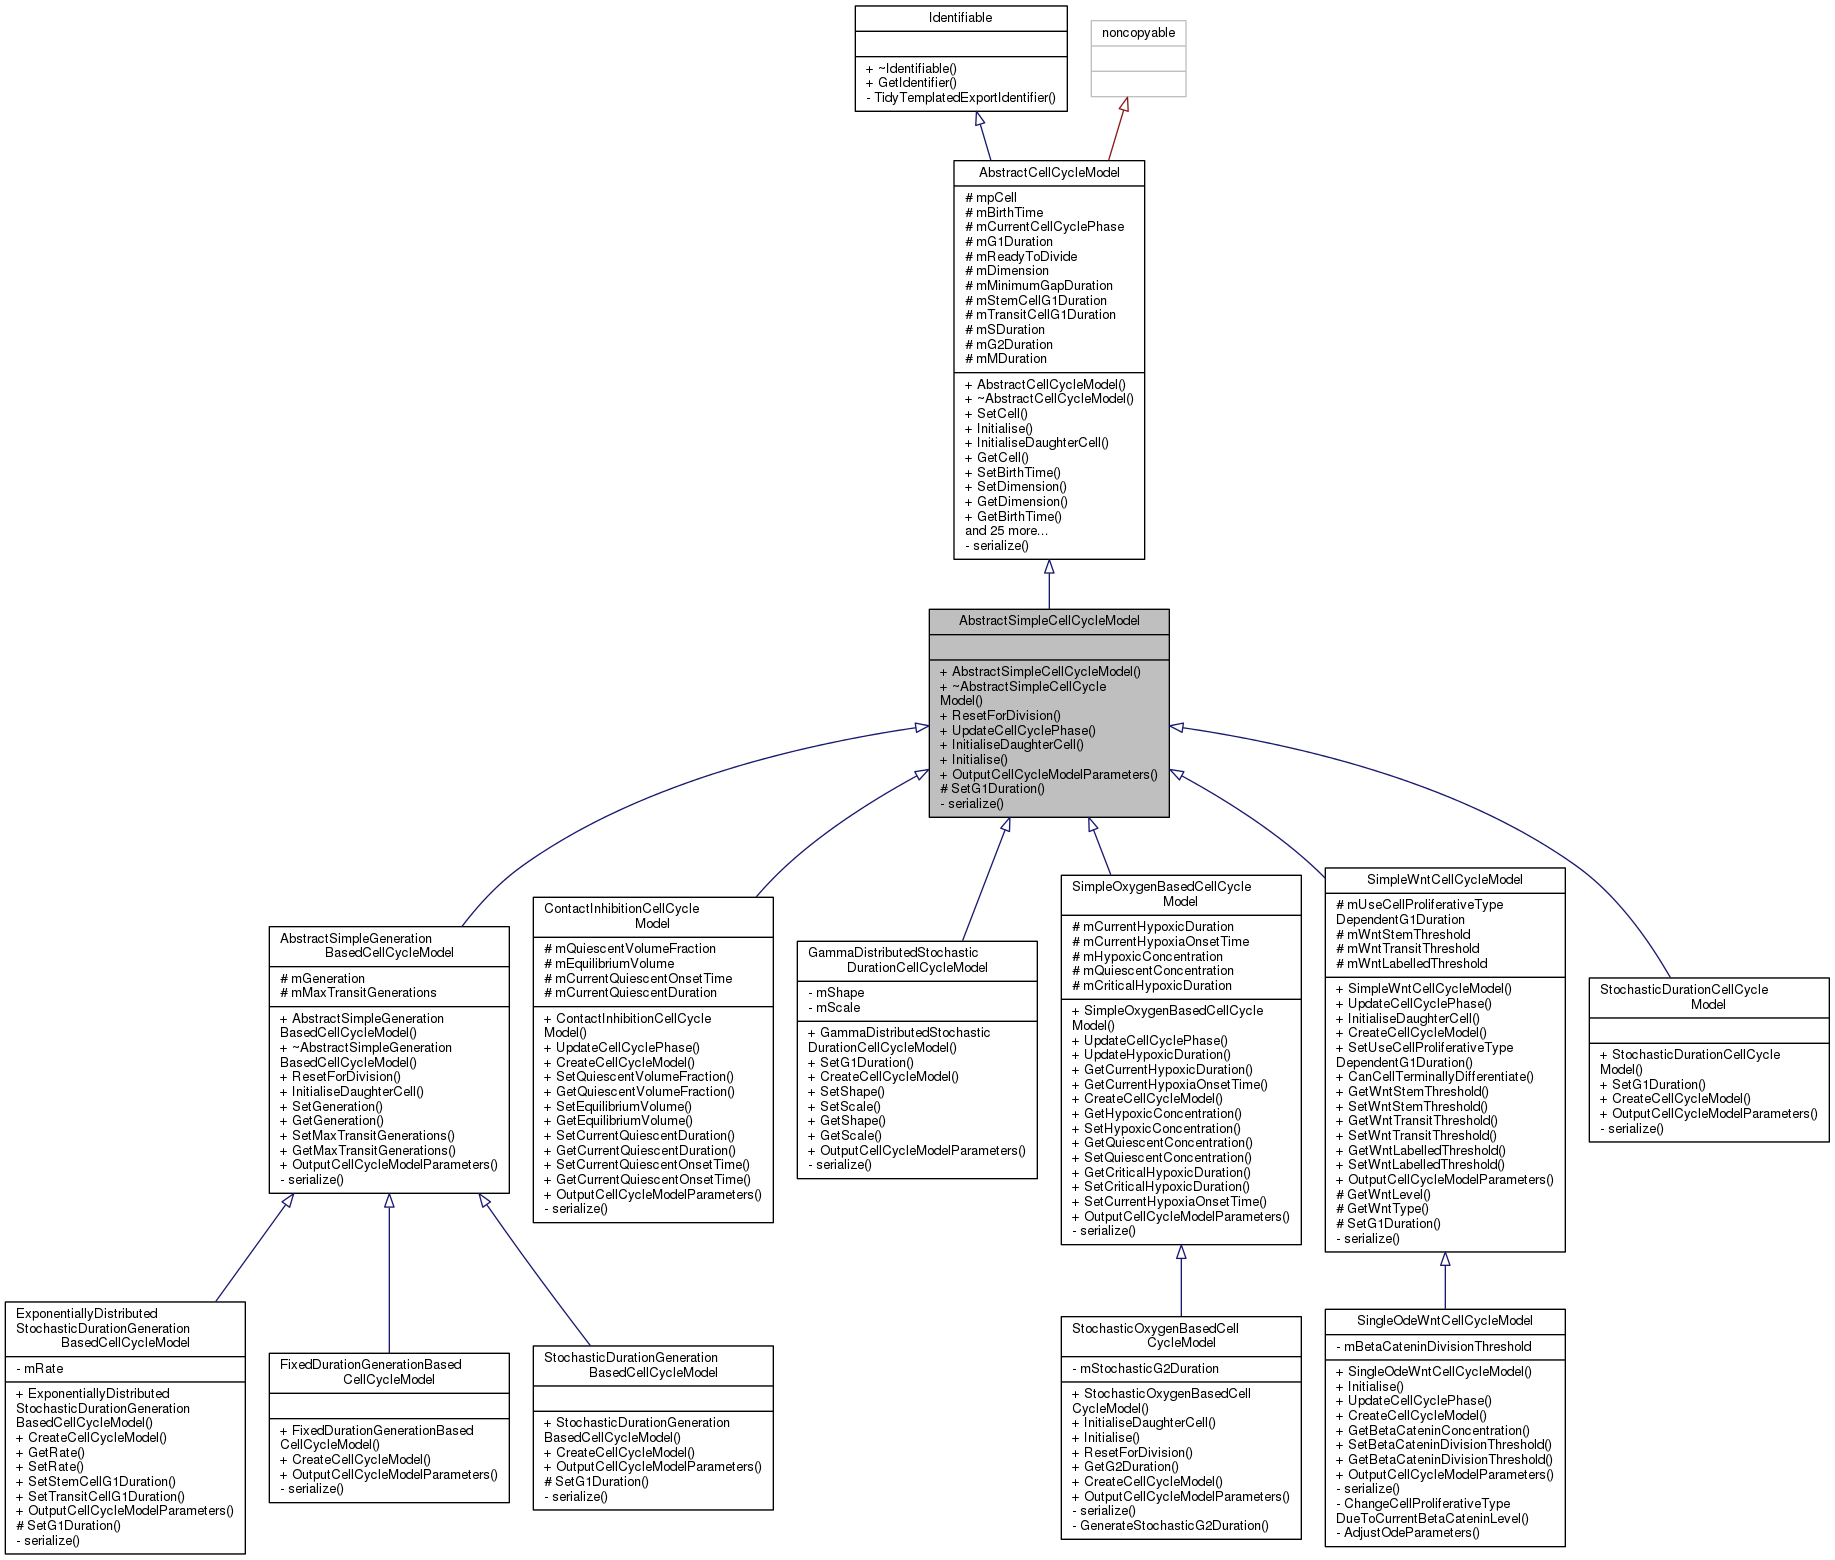 Identifiable
+ ~Identifiable()
+ GetIdentifier()
- TidyTemplatedExportIdentifier()
noncopyable
AbstractCellCycleModel
# mpCell
# mBirthTime
# mCurrentCellCyclePhase
# mG1Duration
# mReadyToDivide
# mDimension
# mMinimumGapDuration
# mStemCellG1Duration
# mTransitCellG1Duration
# mSDuration
# mG2Duration
# mMDuration
+ AbstractCellCycleModel()
+ ~AbstractCellCycleModel()
+ SetCell()
+ Initialise()
+ InitialiseDaughterCell()
+ GetCell()
+ SetBirthTime()
+ SetDimension()
+ GetDimension()
+ GetBirthTime()
and 25 more...
- serialize()
AbstractSimpleCellCycleModel
+ AbstractSimpleCellCycleModel()
+ ~AbstractSimpleCellCycle
Model()
+ ResetForDivision()
+ UpdateCellCyclePhase()
+ InitialiseDaughterCell()
+ Initialise()
+ OutputCellCycleModelParameters()
# SetG1Duration()
- serialize()
AbstractSimpleGeneration
BasedCellCycleModel
# mGeneration
# mMaxTransitGenerations
+ AbstractSimpleGeneration
BasedCellCycleModel()
+ ~AbstractSimpleGeneration
BasedCellCycleModel()
+ ResetForDivision()
+ InitialiseDaughterCell()
+ SetGeneration()
+ GetGeneration()
+ SetMaxTransitGenerations()
+ GetMaxTransitGenerations()
+ OutputCellCycleModelParameters()
- serialize()
ContactInhibitionCellCycle
Model
# mQuiescentVolumeFraction
# mEquilibriumVolume
# mCurrentQuiescentOnsetTime
# mCurrentQuiescentDuration
+ ContactInhibitionCellCycle
Model()
+ UpdateCellCyclePhase()
+ CreateCellCycleModel()
+ SetQuiescentVolumeFraction()
+ GetQuiescentVolumeFraction()
+ SetEquilibriumVolume()
+ GetEquilibriumVolume()
+ SetCurrentQuiescentDuration()
+ GetCurrentQuiescentDuration()
+ SetCurrentQuiescentOnsetTime()
+ GetCurrentQuiescentOnsetTime()
+ OutputCellCycleModelParameters()
- serialize()
GammaDistributedStochastic
DurationCellCycleModel
- mShape
- mScale
+ GammaDistributedStochastic
DurationCellCycleModel()
+ SetG1Duration()
+ CreateCellCycleModel()
+ SetShape()
+ SetScale()
+ GetShape()
+ GetScale()
+ OutputCellCycleModelParameters()
- serialize()
SimpleOxygenBasedCellCycle
Model
# mCurrentHypoxicDuration
# mCurrentHypoxiaOnsetTime
# mHypoxicConcentration
# mQuiescentConcentration
# mCriticalHypoxicDuration
+ SimpleOxygenBasedCellCycle
Model()
+ UpdateCellCyclePhase()
+ UpdateHypoxicDuration()
+ GetCurrentHypoxicDuration()
+ GetCurrentHypoxiaOnsetTime()
+ CreateCellCycleModel()
+ GetHypoxicConcentration()
+ SetHypoxicConcentration()
+ GetQuiescentConcentration()
+ SetQuiescentConcentration()
+ GetCriticalHypoxicDuration()
+ SetCriticalHypoxicDuration()
+ SetCurrentHypoxiaOnsetTime()
+ OutputCellCycleModelParameters()
- serialize()
SimpleWntCellCycleModel
# mUseCellProliferativeType
DependentG1Duration
# mWntStemThreshold
# mWntTransitThreshold
# mWntLabelledThreshold
+ SimpleWntCellCycleModel()
+ UpdateCellCyclePhase()
+ InitialiseDaughterCell()
+ CreateCellCycleModel()
+ SetUseCellProliferativeType
DependentG1Duration()
+ CanCellTerminallyDifferentiate()
+ GetWntStemThreshold()
+ SetWntStemThreshold()
+ GetWntTransitThreshold()
+ SetWntTransitThreshold()
+ GetWntLabelledThreshold()
+ SetWntLabelledThreshold()
+ OutputCellCycleModelParameters()
# GetWntLevel()
# GetWntType()
# SetG1Duration()
- serialize()
StochasticDurationCellCycle
Model
+ StochasticDurationCellCycle
Model()
+ SetG1Duration()
+ CreateCellCycleModel()
+ OutputCellCycleModelParameters()
- serialize()
ExponentiallyDistributed
StochasticDurationGeneration
BasedCellCycleModel
- mRate
+ ExponentiallyDistributed
StochasticDurationGeneration
BasedCellCycleModel()
+ CreateCellCycleModel()
+ GetRate()
+ SetRate()
+ SetStemCellG1Duration()
+ SetTransitCellG1Duration()
+ OutputCellCycleModelParameters()
# SetG1Duration()
- serialize()
FixedDurationGenerationBased
CellCycleModel
+ FixedDurationGenerationBased
CellCycleModel()
+ CreateCellCycleModel()
+ OutputCellCycleModelParameters()
- serialize()
StochasticDurationGeneration
BasedCellCycleModel
+ StochasticDurationGeneration
BasedCellCycleModel()
+ CreateCellCycleModel()
+ OutputCellCycleModelParameters()
# SetG1Duration()
- serialize()
StochasticOxygenBasedCell
CycleModel
- mStochasticG2Duration
+ StochasticOxygenBasedCell
CycleModel()
+ InitialiseDaughterCell()
+ Initialise()
+ ResetForDivision()
+ GetG2Duration()
+ CreateCellCycleModel()
+ OutputCellCycleModelParameters()
- serialize()
- GenerateStochasticG2Duration()
SingleOdeWntCellCycleModel
- mBetaCateninDivisionThreshold
+ SingleOdeWntCellCycleModel()
+ Initialise()
+ UpdateCellCyclePhase()
+ CreateCellCycleModel()
+ GetBetaCateninConcentration()
+ SetBetaCateninDivisionThreshold()
+ GetBetaCateninDivisionThreshold()
+ OutputCellCycleModelParameters()
- serialize()
- ChangeCellProliferativeType
DueToCurrentBetaCateninLevel()
- AdjustOdeParameters()